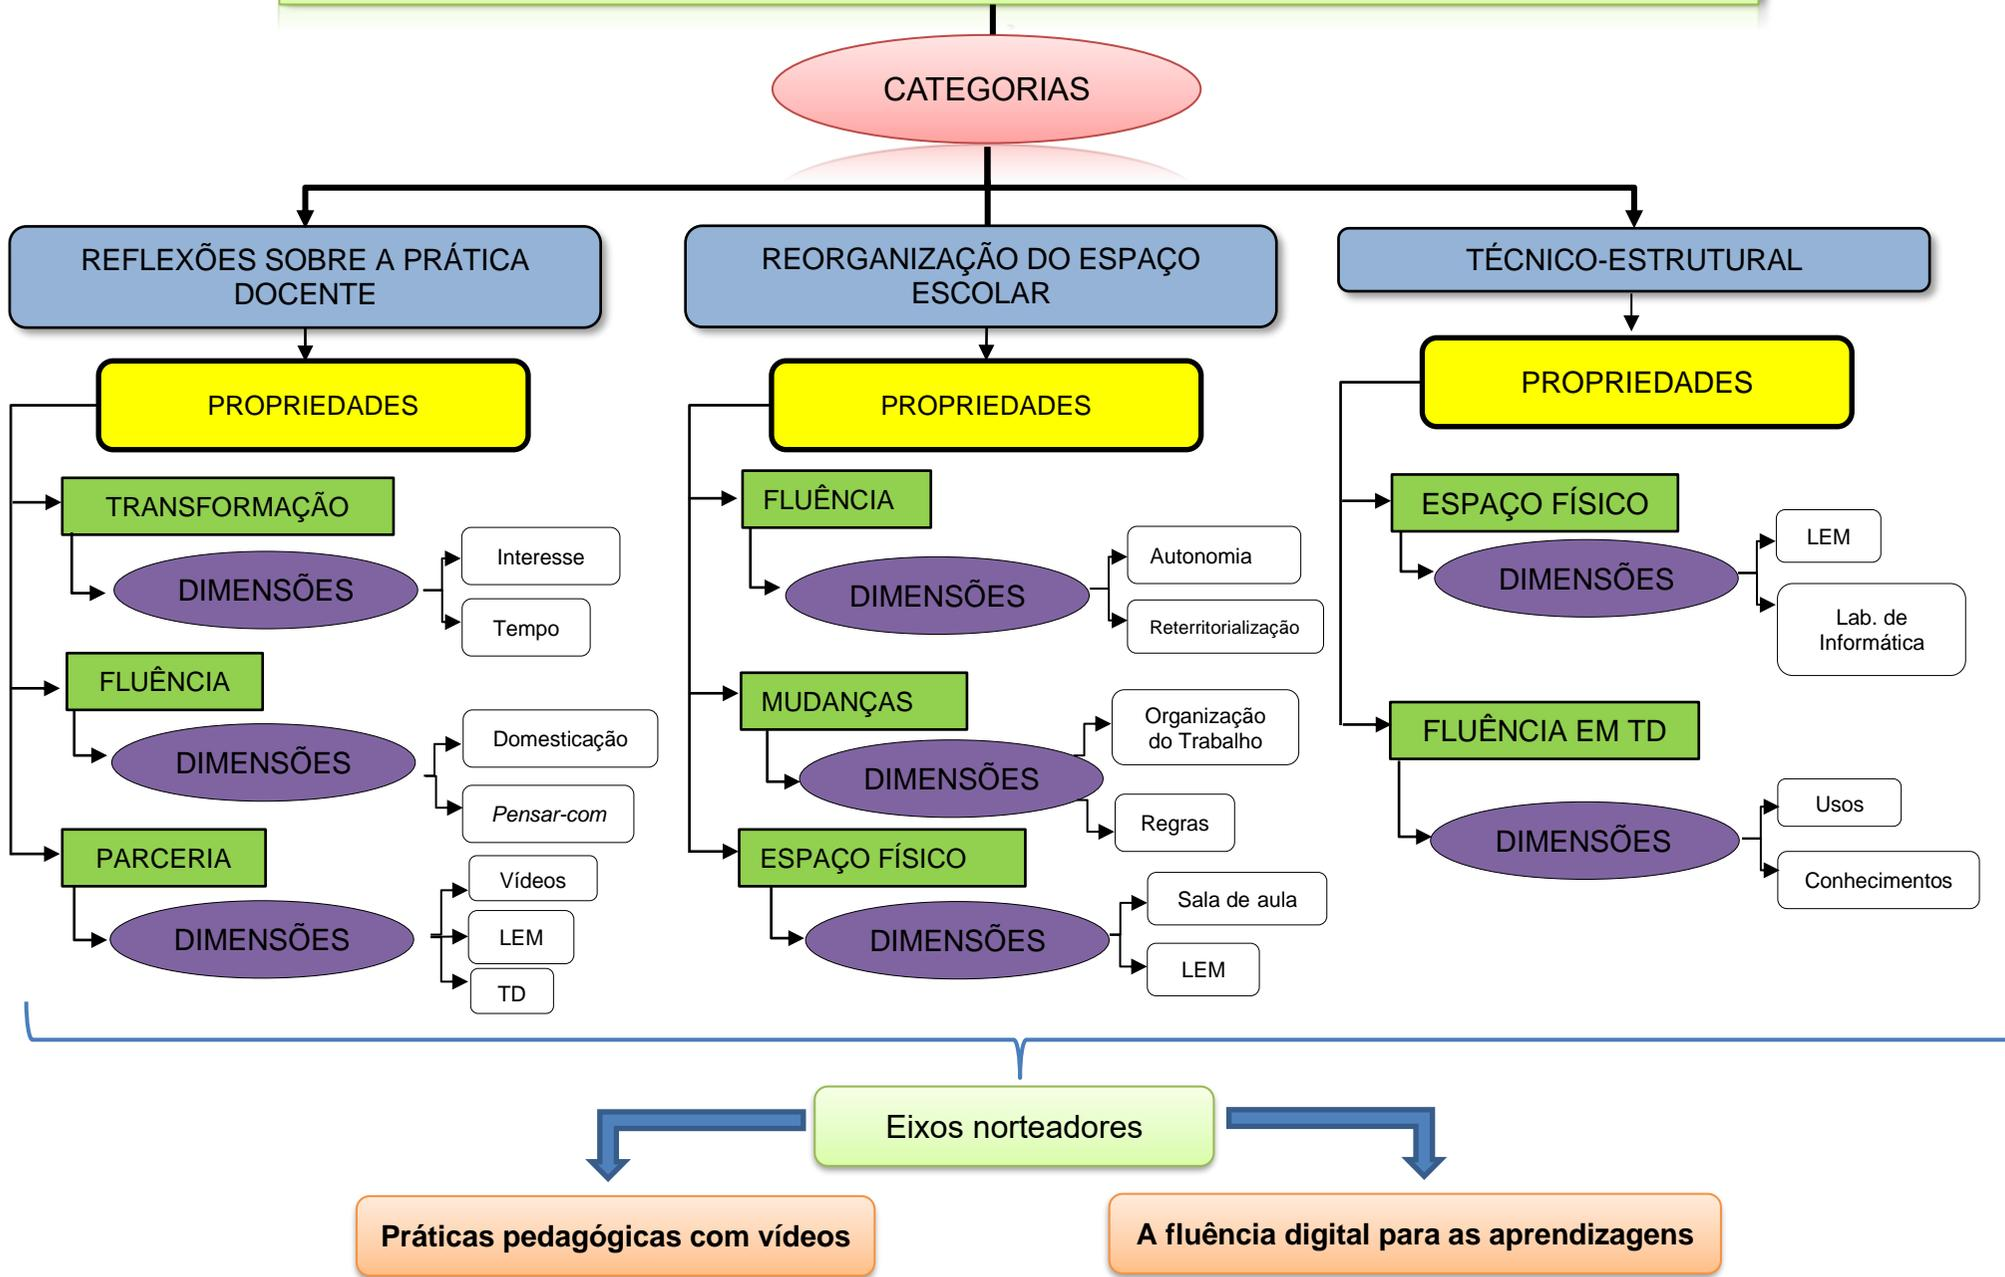 CATEGORIAS
REFLEXÕES SOBRE A PRÁTICA
DOCENTE
PROPRIEDADES
TRANSFORMAÇÃO
DIMENSÕES
Interesse
Tempo
FLUÊNCIA
DIMENSÕES
Domesticação
Pensar-com
PARCERIA
DIMENSÕES
Vídeos
LEM
TD
REORGANIZAÇÃO DO ESPAÇO
ESCOLAR
PROPRIEDADES
FLUÊNCIA
DIMENSÕES
Autonomia
Reterritorialização
MUDANÇAS
DIMENSÕES
Organização
do Trabalho
Regras
ESPAÇO FÍSICO
DIMENSÕES
Sala de aula
LEM
TÉCNICO-ESTRUTURAL
PROPRIEDADES
ESPAÇO FÍSICO
DIMENSÕES
LEM
Lab. de
Informática
FLUÊNCIA EM TD
DIMENSÕES
Usos
Conhecimentos
Eixos norteadores
Práticas pedagógicas com vídeos
A fluência digital para as aprendizagens